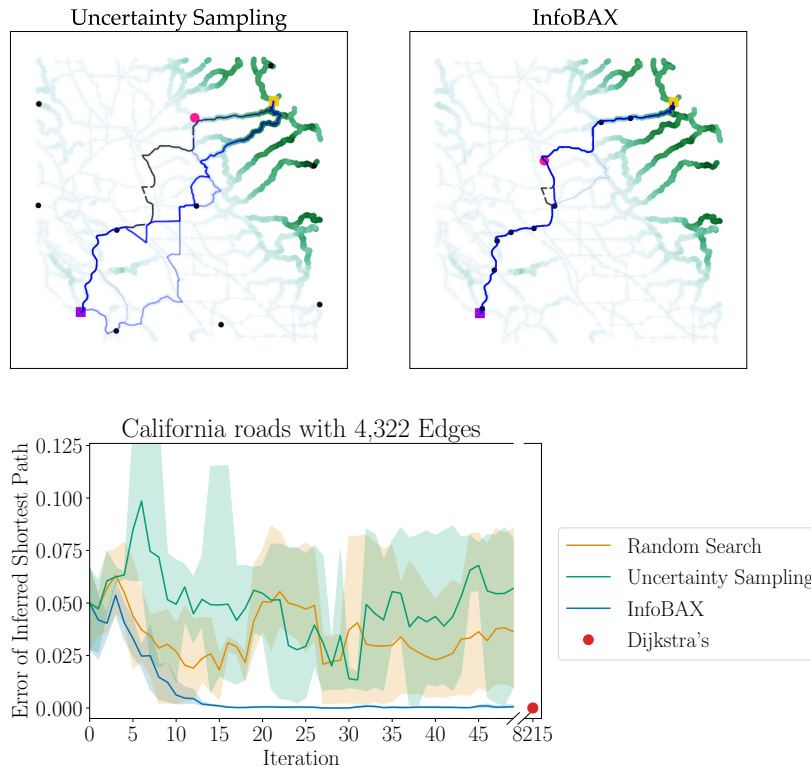 Uncertainty Sampling
InfoBAX
California roads with 4,322 Edges
Error of Inferred Shortest Path
0.125
0.100
0.075
0.050
0.025
0.000
0 5 10 15 20 25 30 35 40 45 8215
Iteration
Random Search
Uncertainty Sampling
InfoBAX
Dijkstra's